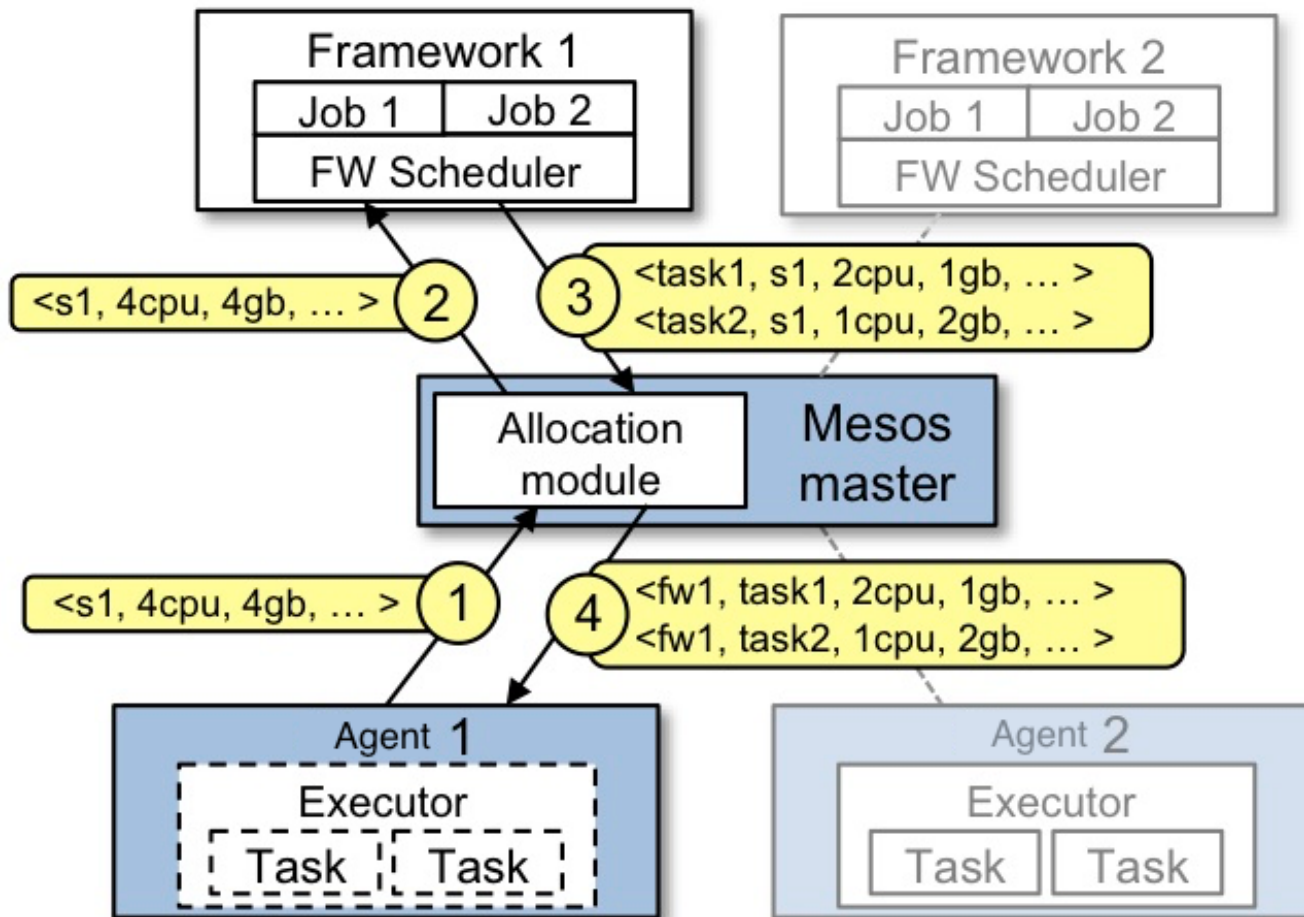 Framework 1
Job 1 Job 2
FW Scheduler
Framework 2
Job 1 Job 2
FW Scheduler
<s1, 4cpu, 4gb, … >
2
3
<task1, s1, 2cpu, 1gb, … >
<task2, s1, 1cpu, 2gb, … >
Allocation
module
Mesos
master
<s1, 4cpu, 4gb, … >
1
4
<fw1, task1, 2cpu, 1gb, … >
<fw1, task2, 1cpu, 2gb, … >
Agent 1
Executor
Task Task
Agent 2
Executor
Task Task